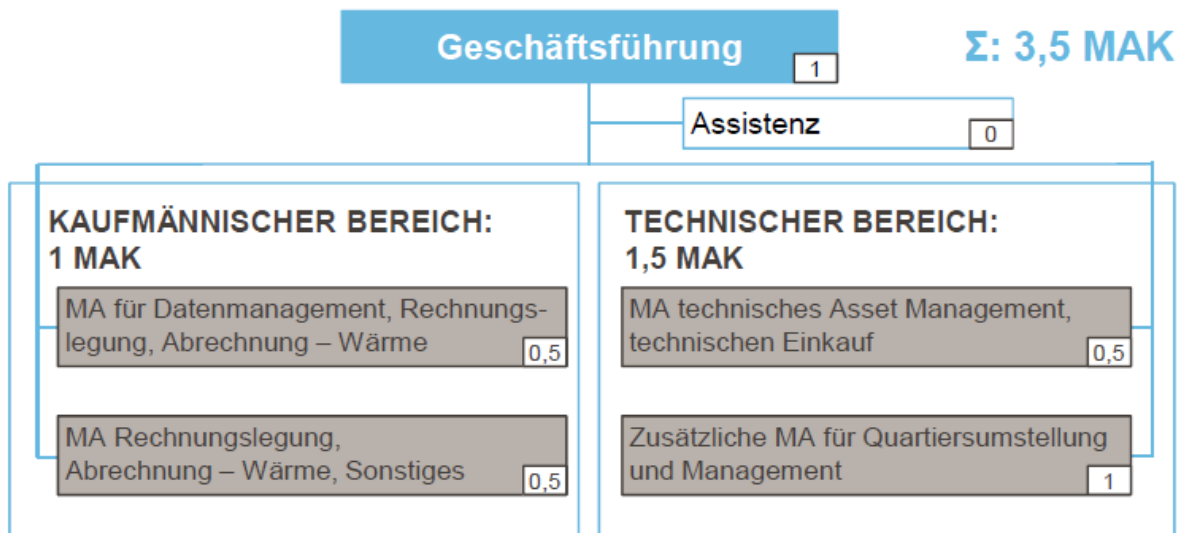 Geschäftsführung
1
Σ: 3,5 MAK
Assistenz
0
KAUFMÄNNISCHER BEREICH:
1 MAK
MA für Datenmanagement, Rechnungs-
legung, Abrechnung – Wärme
0,5
MA Rechnungslegung,
Abrechnung – Wärme, Sonstiges
0,5
TECHNISCHER BEREICH:
1,5 MAK
MA technisches Asset Management,
technischen Einkauf
0,5
Zusätzliche MA für Quartiersumstellung
und Management
1